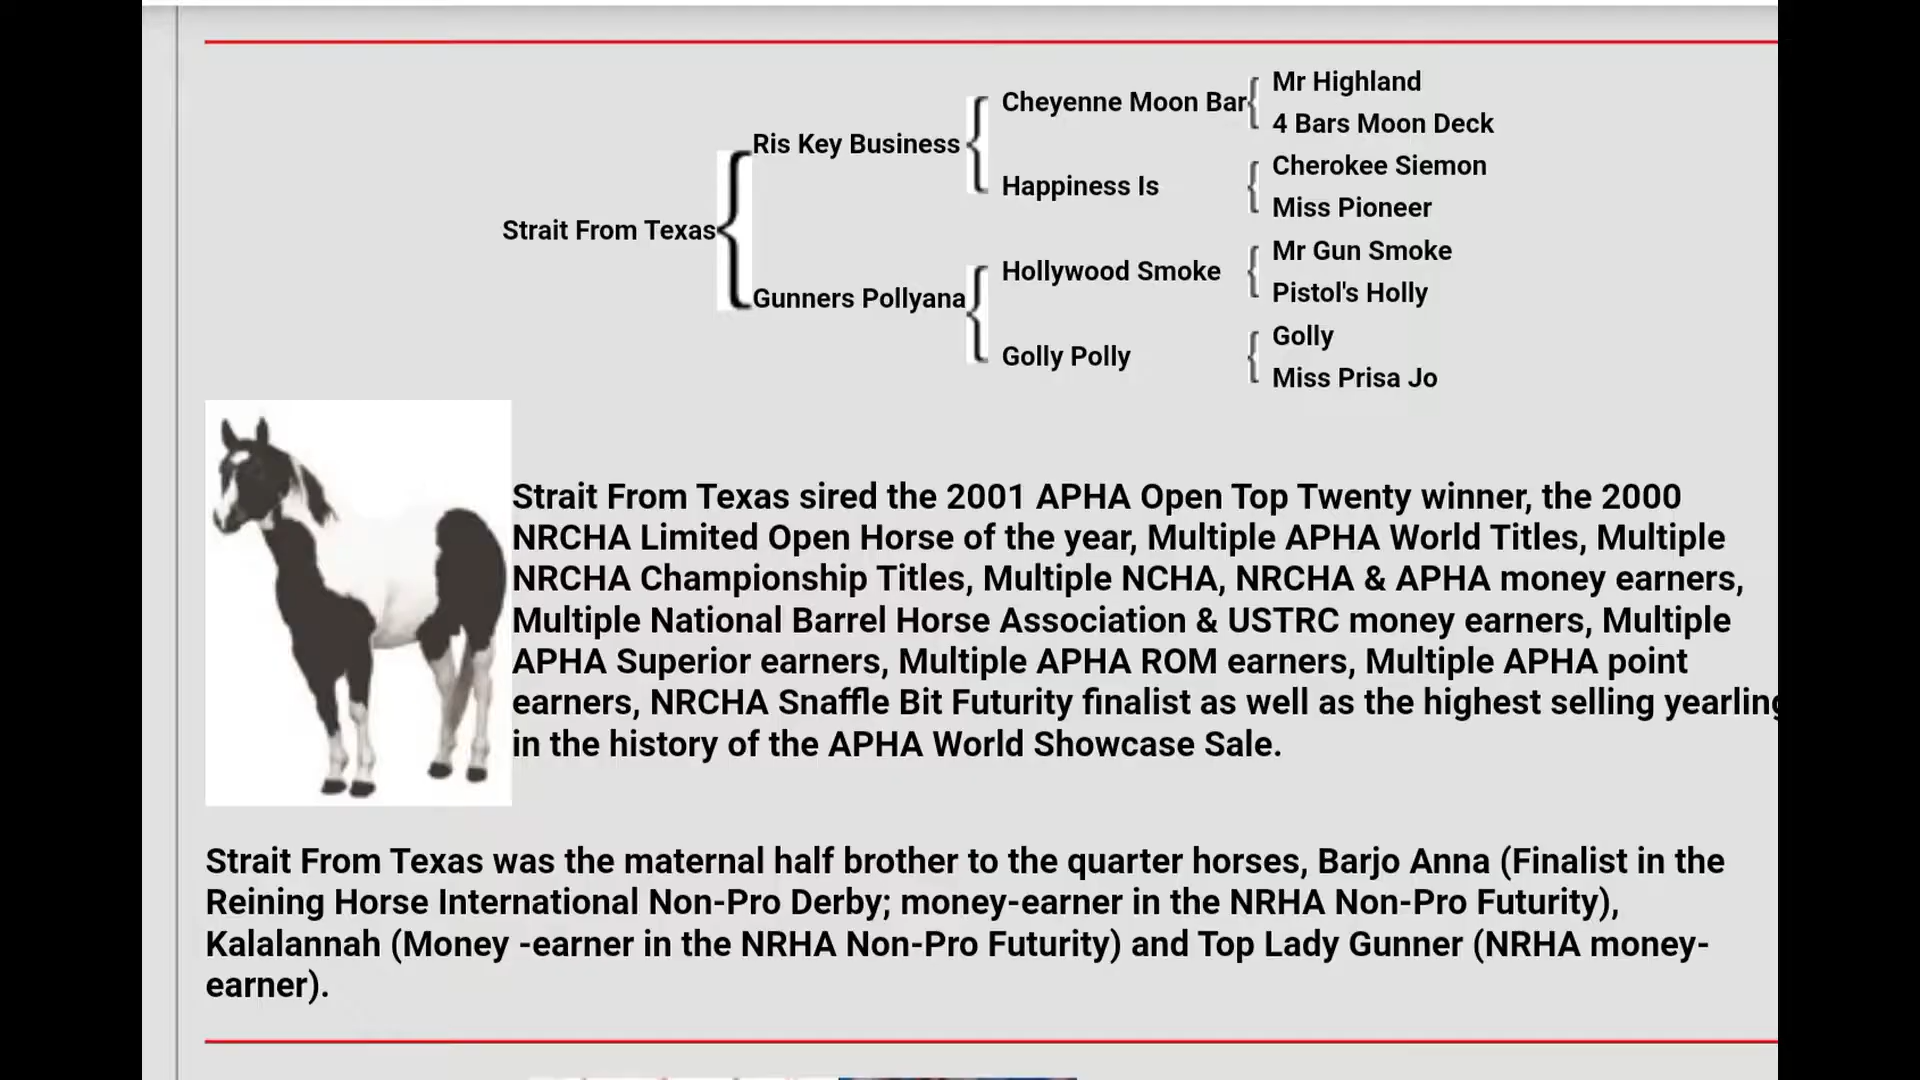 Mr Highland
Cheyenne Moon Bar
4 Bars Moon Deck
Ris Key Business
Cherokee Siemon
Happiness Is
Miss Pioneer
Strait From Texas
Mr Gun Smoke
Hollywood Smoke
Pistol's Holly
Gunners Pollyana
Golly
Golly Polly
Miss Prisa Jo
Strait From Texas sired the 2001 APHA Open Top Twenty winner, the 2000
NRCHA Limited Open Horse of the year, Multiple APHA World Titles, Multiple
NRCHA Championship Titles, Multiple NCHA, NRCHA & APHA money earners,
Multiple National Barrel Horse Association & USTRC money earners, Multiple
APHA Superior earners, Multiple APHA ROM earners, Multiple APHA point
earners, NRCHA Snaffle Bit Futurity finalist as well as the highest selling yearling
in the history of the APHA World Showcase Sale.
Strait From Texas was the maternal half brother to the quarter horses, Barjo Anna (Finalist in the
Reining Horse International Non-Pro Derby; money-earner in the NRHA Non-Pro Futurity),
Kalalannah (Money -earner in the NRHA Non-Pro Futurity) and Top Lady Gunner (NRHA money-
earner).